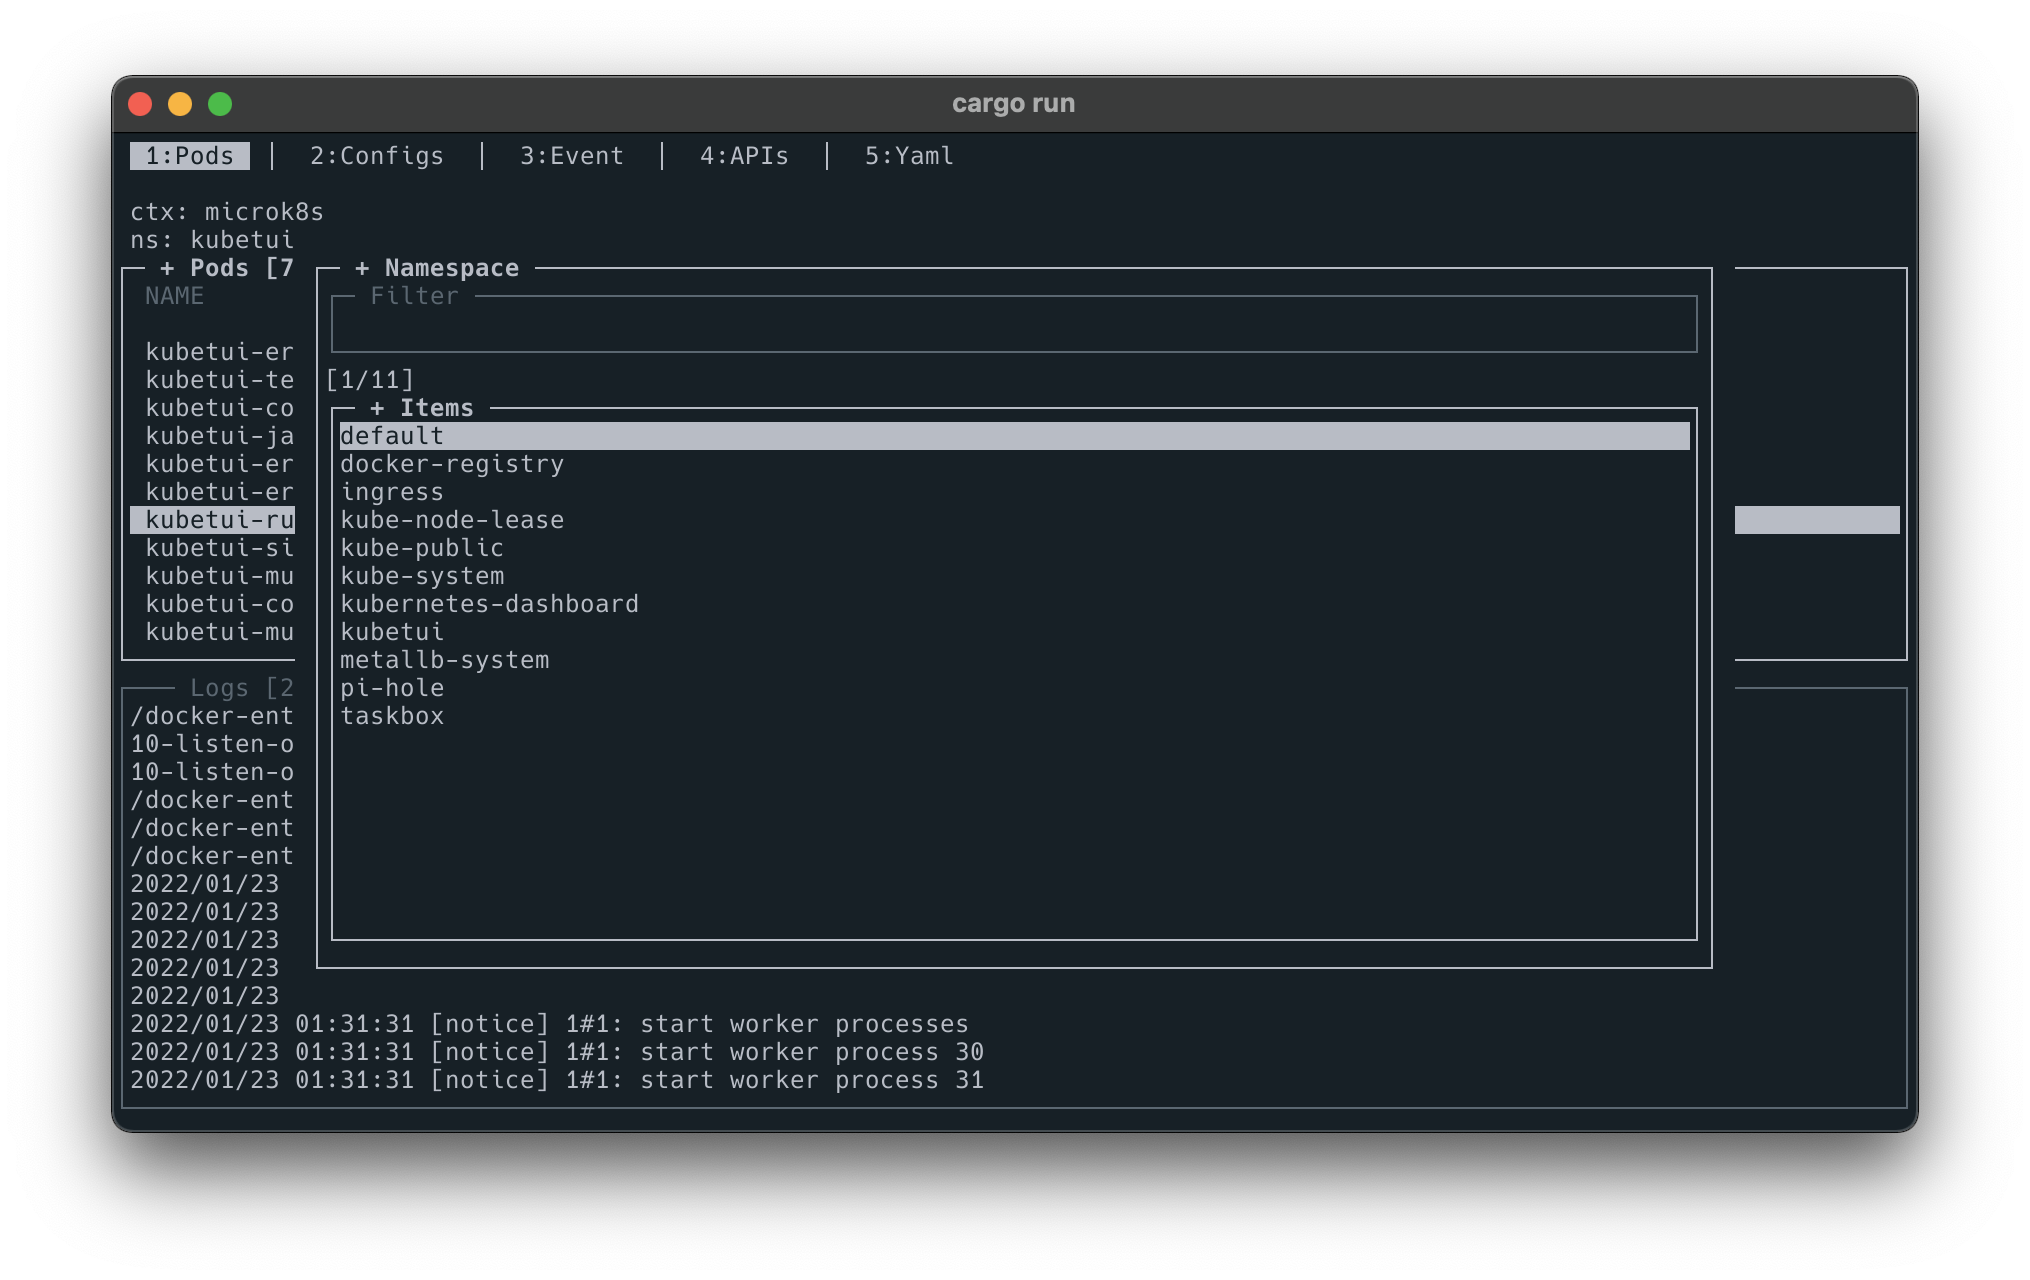 cargo run
1:Pods │ 2:Configs │ 3:Event │ 4:APIs │ 5:Yaml
ctx: microk8s
ns: kubetui
+ Pods [7
NAME
kubetui-er
kubetui-te
kubetui-co
kubetui-ja
kubetui-er
kubetui-er
kubetui-ru
kubetui-si
kubetui-mu
kubetui-co
kubetui-mu
+ Namespace
Filter
[1/11]
+ Items
default
docker-registry
ingress
kube-node-lease
kube-public
kube-system
kubernetes-dashboard
kubetui
metallb-system
pi-hole
taskbox
Logs [2
/docker-ent
10-listen-o
10-listen-o
/docker-ent
/docker-ent
/docker-ent
2022/01/23
2022/01/23
2022/01/23
2022/01/23
2022/01/23
2022/01/23 01:31:31 [notice] 1#1: start worker processes
2022/01/23 01:31:31 [notice] 1#1: start worker process 30
2022/01/23 01:31:31 [notice] 1#1: start worker process 31